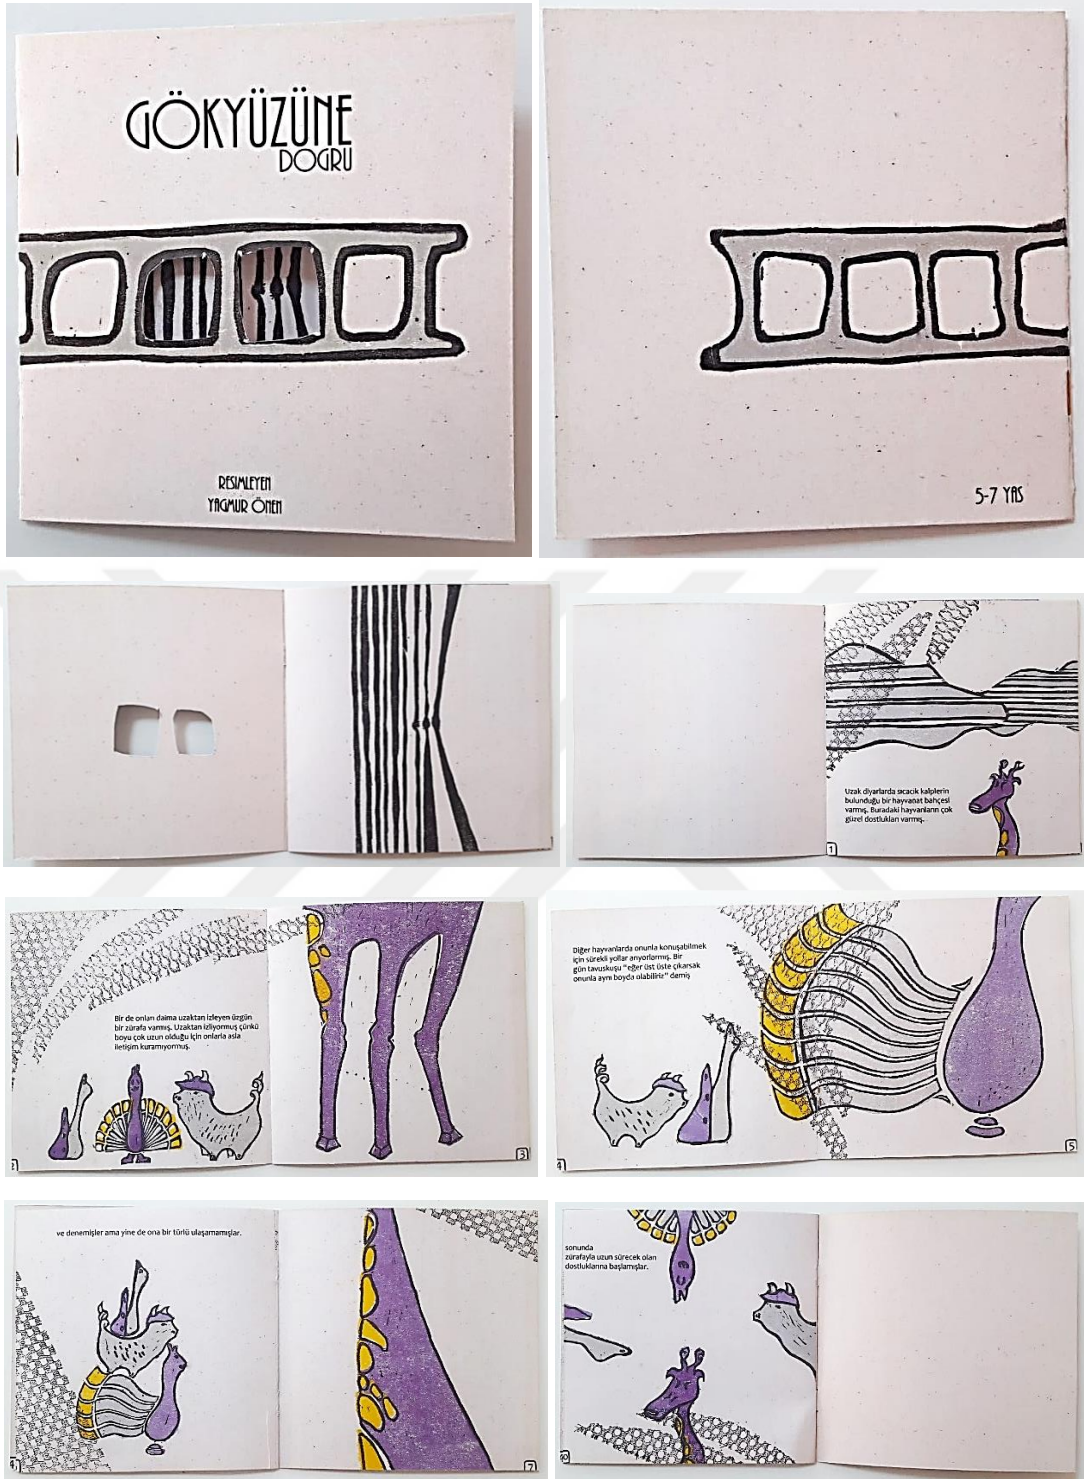 GÖKYÜZÜNE
DOGRU
RESIMLEYEN
YAGMUR ÖNEN
5-7 YAS
Uzak diyarlarda sıcacık kalplerin
bulunduğu bir hayvanat bahçesi
varmış. Buradaki hayvanların çok
güzel dostlukları varmış.
1
Bir de onları daima uzaktan izleyen üzgün
bir zürafa varmış. Uzaktan izliyormuş çünkü
boyu çok uzun olduğu için onlarla asla
iletişim kuramıyormuş.
2
3
Diğer hayvanlarda onunla konuşabilmek
için sürekli yollar arıyorlarmış. Bir
gün tavuskuşu "eğer üst üste çıkarsak
onunla aynı boyda olabiliriz" demiş
4
5
ve denemişler ama yine de ona bir türlü ulaşamamışlar.
7
sonunda
zürafayla uzun sürecek olan
dostluklarına başlamışlar.
10